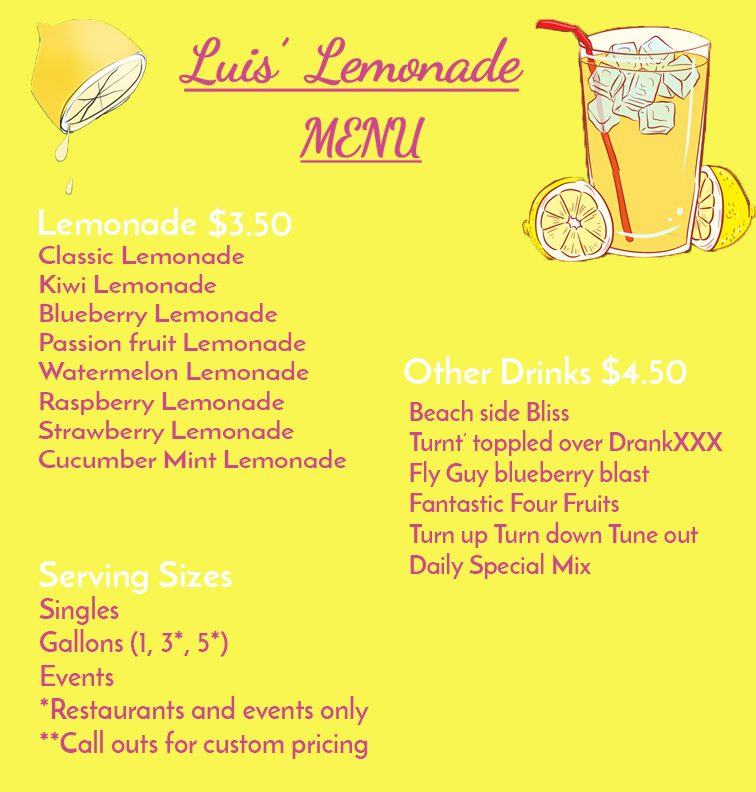 Luis' Lemonade
MENU
Lemonade $3.50
Classic Lemonade
Kiwi Lemonade
Blueberry Lemonade
Passion fruit Lemonade
Watermelon Lemonade
Raspberry Lemonade
Strawberry Lemonade
Cucumber Mint Lemonade
Other Drinks $4.50
Beach side Bliss
Turnt' toppled over DrankXXX
Fly Guy blueberry blast
Fantastic Four Fruits
Turn up Turn down Tune out
Daily Special Mix
Serving Sizes
Singles
Gallons (1, 3*, 5*)
Events
*Restaurants and events only
**Call outs for custom pricing